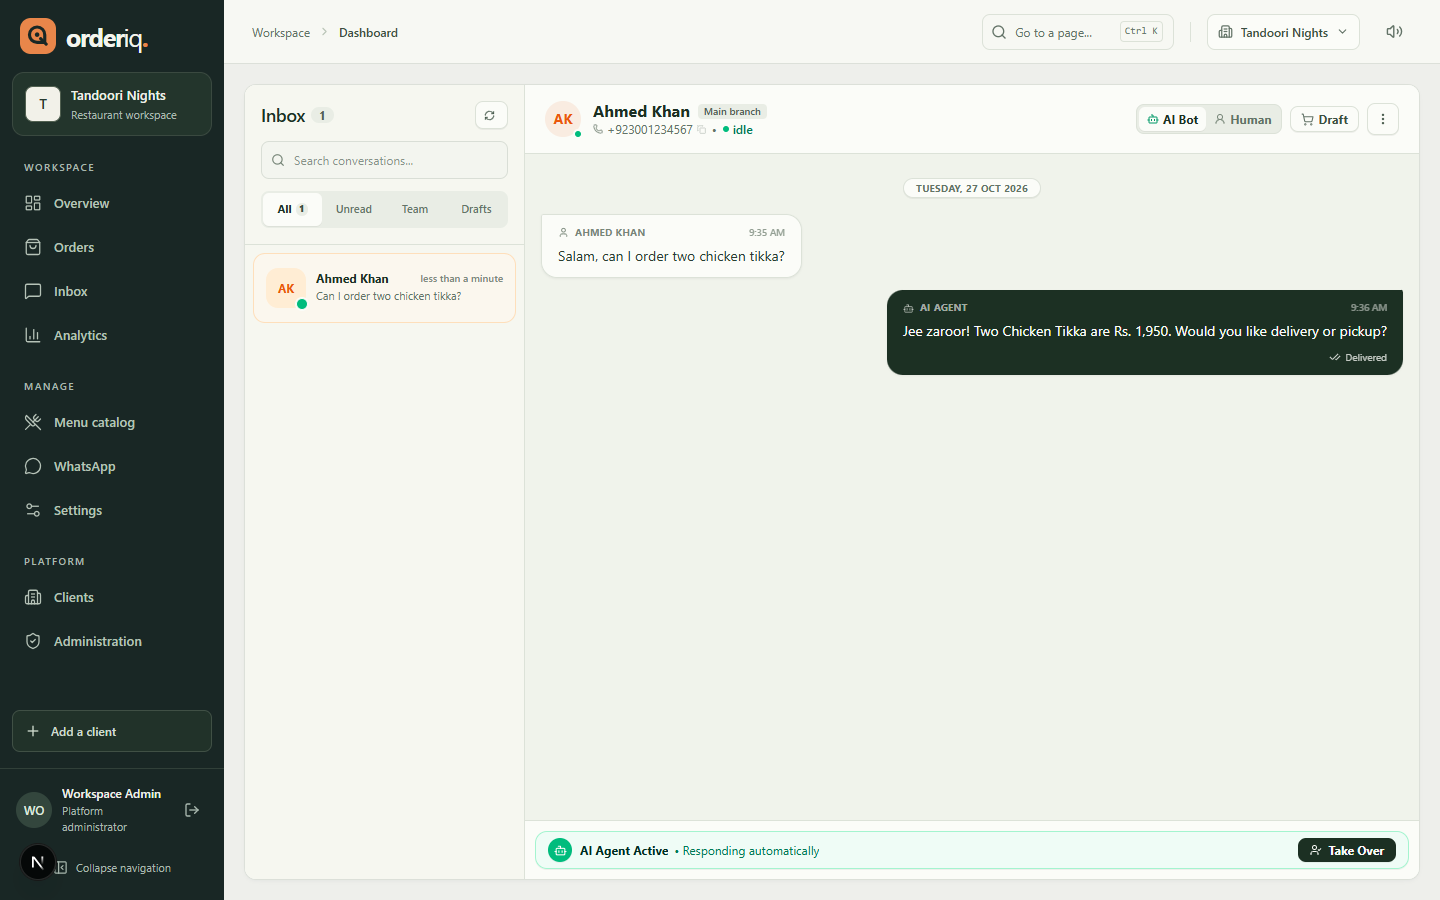 orderiq.
T
Tandoori Nights
Restaurant workspace
WORKSPACE
Overview
Orders
Inbox
Analytics
MANAGE
Menu catalog
WhatsApp
Settings
PLATFORM
Clients
Administration
Add a client
WO
Workspace Admin
Platform
administrator
N
Collapse navigation
Workspace
Dashboard
Go to a page...
Ctrl K
Tandoori Nights
Inbox 1
Search conversations...
All 1
Unread
Team
Drafts
AK
Ahmed Khan
less than a minute
Can I order two chicken tikka?
AK
Ahmed Khan
Main branch
+923001234567 • idle
AI Bot
Human
Draft
TUESDAY, 27 OCT 2026
AHMED KHAN
9:35 AM
Salam, can I order two chicken tikka?
AI AGENT
9:36 AM
Jee zaroor! Two Chicken Tikka are Rs. 1,950. Would you like delivery or pickup?
Delivered
AI Agent Active • Responding automatically
Take Over